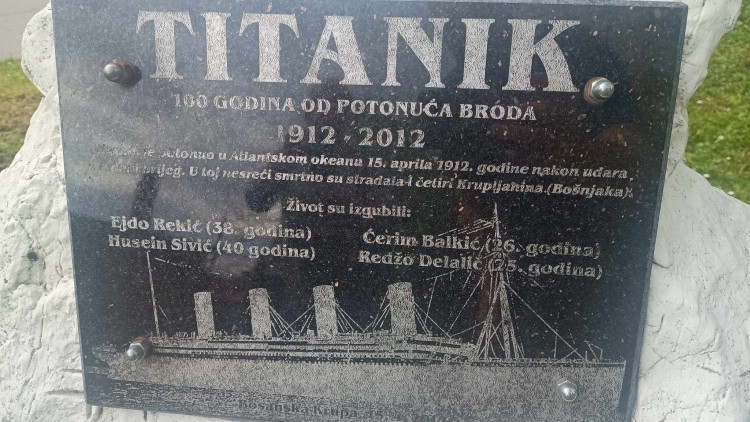 TITANIK
100 GODINA OD POTONUĆA BRODA
1912 - 2012
potonuo u Atlantskom okeanu 15. aprila 1912. godine nakon udara
U toj nesreći smrtno su stradala i četiri Krupljanina (Bošnjaka).
Život su izgubili:
Ejdo Rekić (38. godina)
Husein Sivić (40 godina)
Ćerim Balkić (26. godina)
Redžo Delalić (25. godina)
Bosanska Krupa,